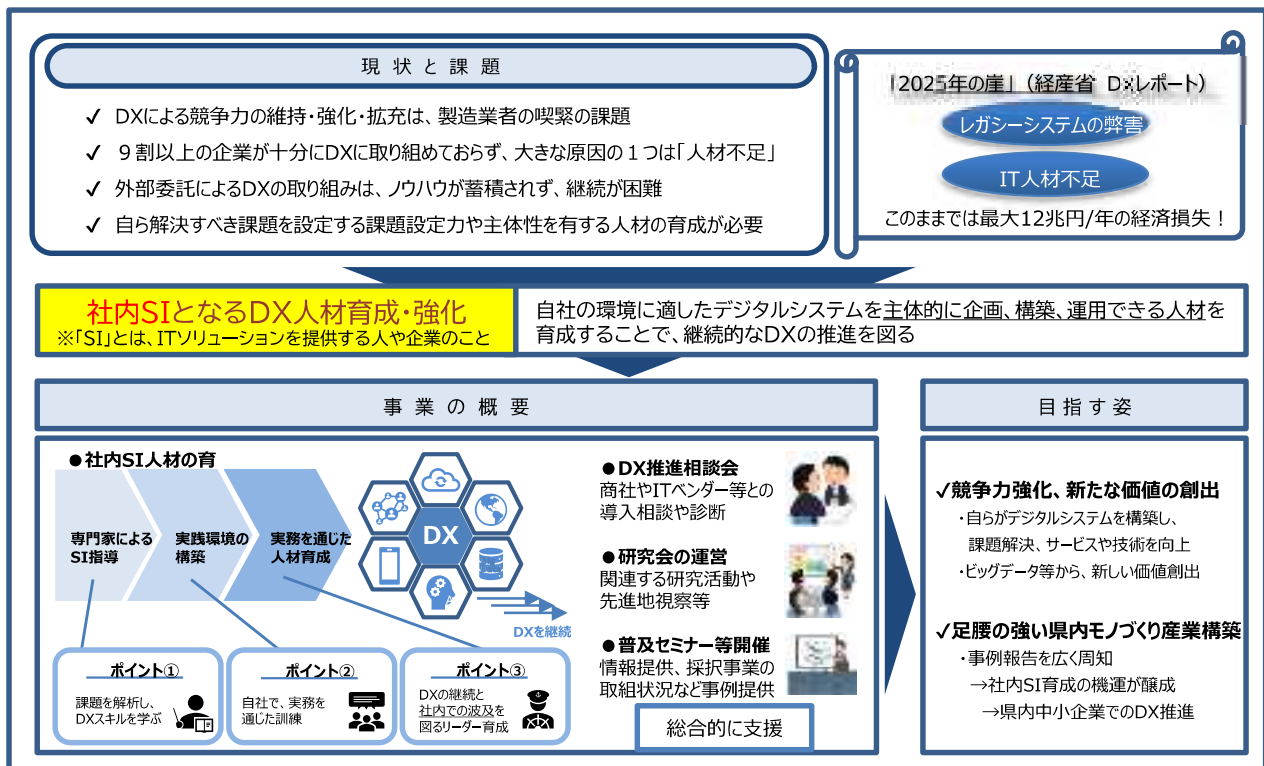 現状と課題
✓ DXによる競争力の維持・強化・拡充は、製造業者の喫緊の課題
✓ 9割以上の企業が十分にDXに取り組めておらず、大きな原因の1つは「人材不足」
✓ 外部委託によるDXの取り組みは、ノウハウが蓄積されず、継続が困難
✓ 自ら解決すべき課題を設定する課題設定力や主体性を有する人材の育成が必要
「2025年の崖」(経産省 DXレポート)
レガシーシステムの弊害
IT人材不足
このままでは最大12兆円/年の経済損失!
社内SIとなるDX人材育成・強化
※「SI」とは、ITソリューションを提供する人や企業のこと
自社の環境に適したデジタルシステムを主体的に企画、構築、運用できる人材を
育成することで、継続的なDXの推進を図る
事業の概要
●社内SI人材の育
専門家による
SI指導
実践環境の
構築
実務を通じた
人材育成
DX
DXを継続
ポイント①
課題を解析し、
DXスキルを学ぶ
ポイント②
自社で、実務を
通じた訓練
ポイント③
DXの継続と
社内での波及を
図るリーダー育成
●DX推進相談会
商社やITベンダー等との
導入相談や診断
●研究会の運営
関連する研究活動や
先進地視察等
●普及セミナー等開催
情報提供、採択事業の
取組状況など事例提供
総合的に支援
目指す姿
✓競争力強化、新たな価値の創出
・自らがデジタルシステムを構築し、
課題解決、サービスや技術を向上
・ビッグデータ等から、新しい価値創出
✓足腰の強い県内モノづくり産業構築
・事例報告を広く周知
→社内SI育成の機運が醸成
→県内中小企業でのDX推進